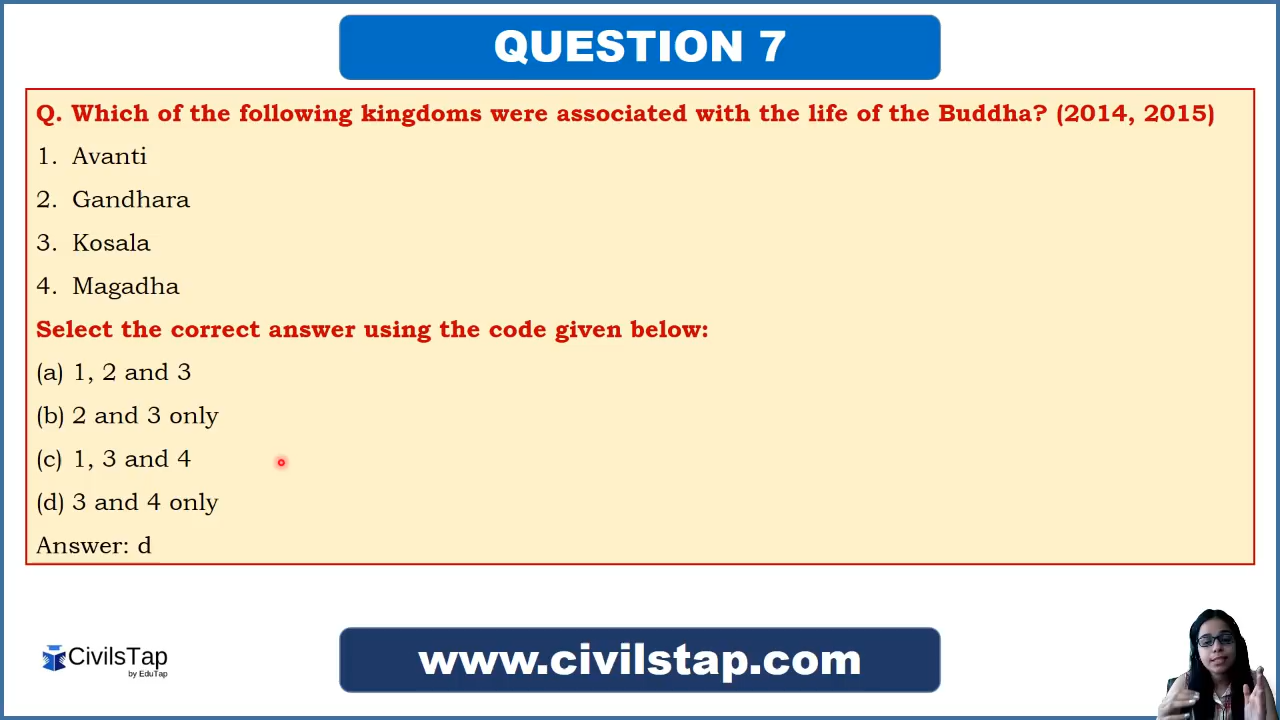 QUESTION 7
Q. Which of the following kingdoms were associated with the life of the Buddha? (2014, 2015)
1. Avanti
2. Gandhara
3. Kosala
4. Magadha
Select the correct answer using the code given below:
(a) 1, 2 and 3
(b) 2 and 3 only
(c) 1, 3 and 4
(d) 3 and 4 only
Answer: d
CivilsTap
by EduTap
www.civilstap.com